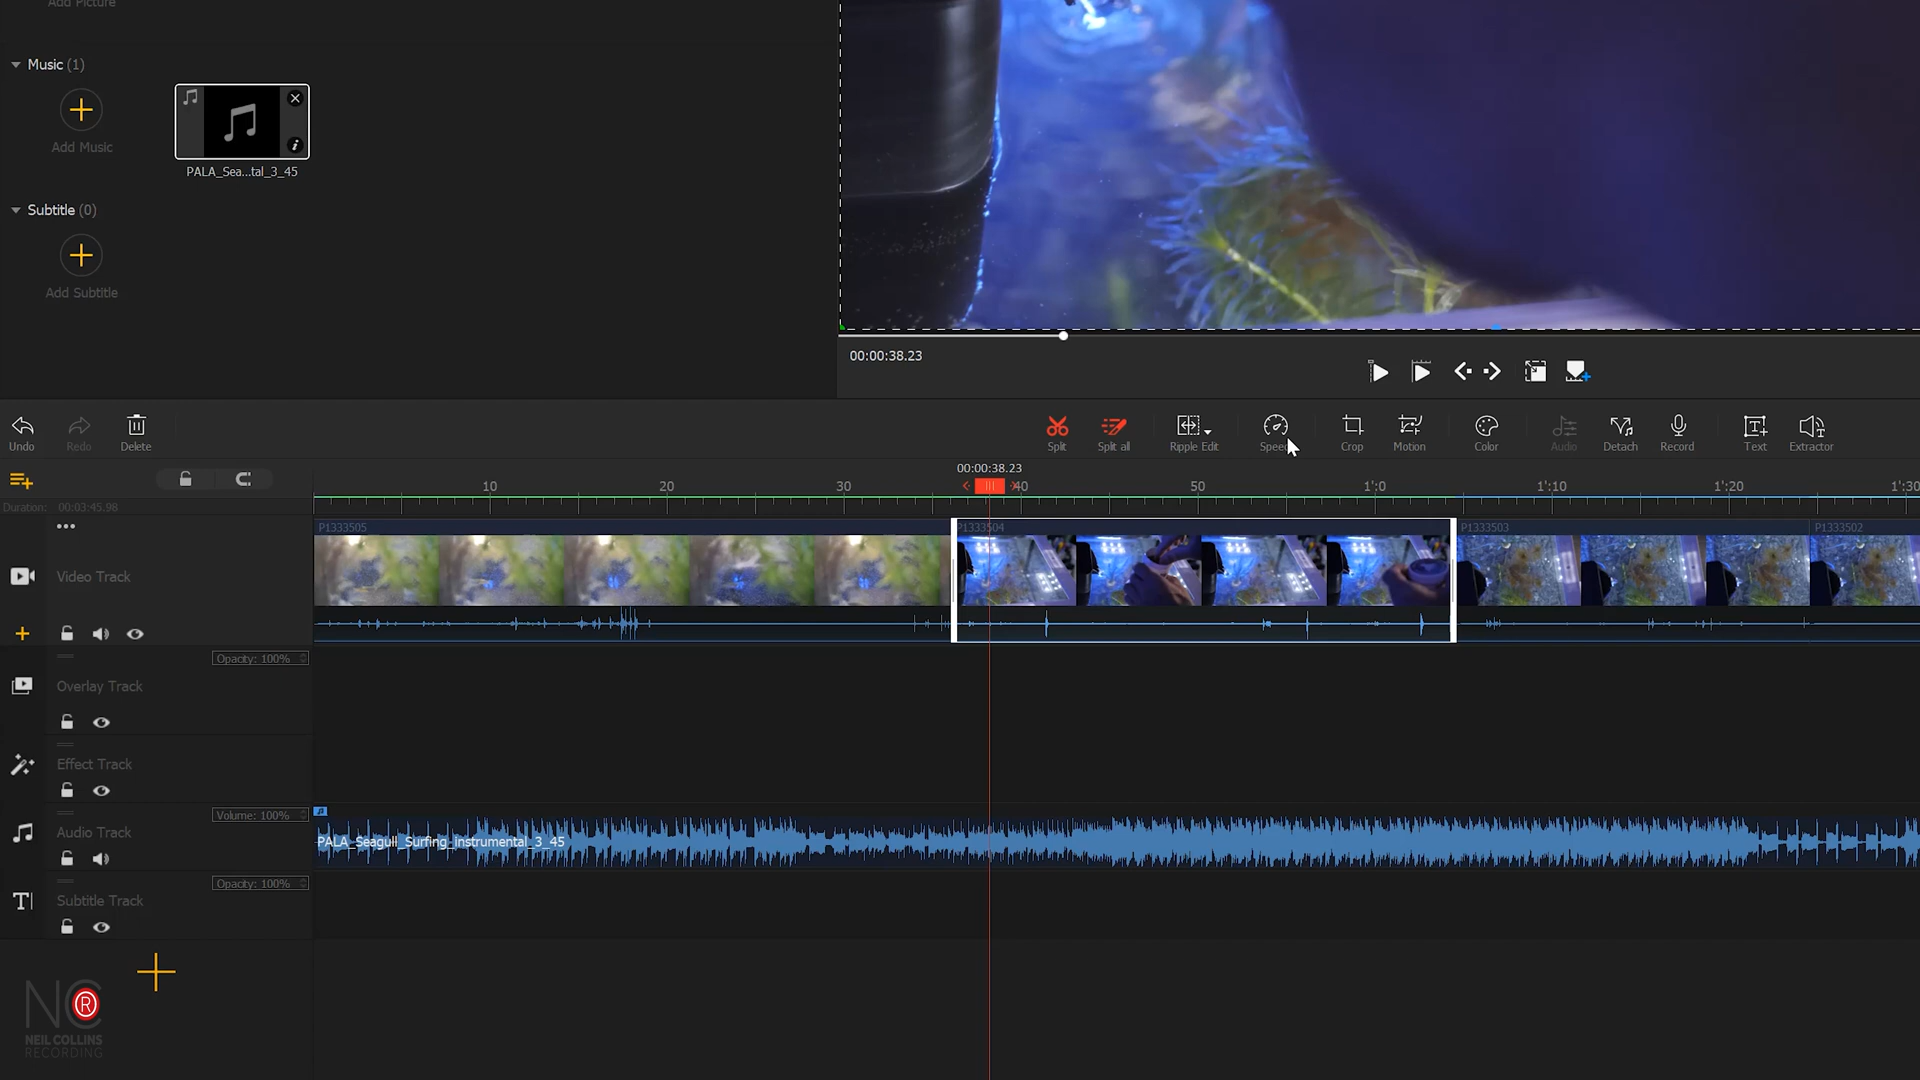 Add Picture
Music (1)
Add Music
PALA_Sea...tal_3_45
Subtitle (0)
Add Subtitle
00:00:38.23
Undo
Redo
Delete
Split
Split all
Ripple Edit
Speed
Crop
Motion
Color
Audio
Detach
Record
Text
Extractor
00:00:38.23
10
20
30
40
50
1':0
1':10
1':20
1':30
Duration: 00:03:45.98
P1333505
P1333504
P1333503
P1333502
Video Track
Opacity: 100%
Overlay Track
Effect Track
Volume: 100%
Audio Track
PALA_Seagull_Surfing_Instrumental_3_45
Opacity: 100%
Subtitle Track
NC R
NEIL COLLINS
RECORDING